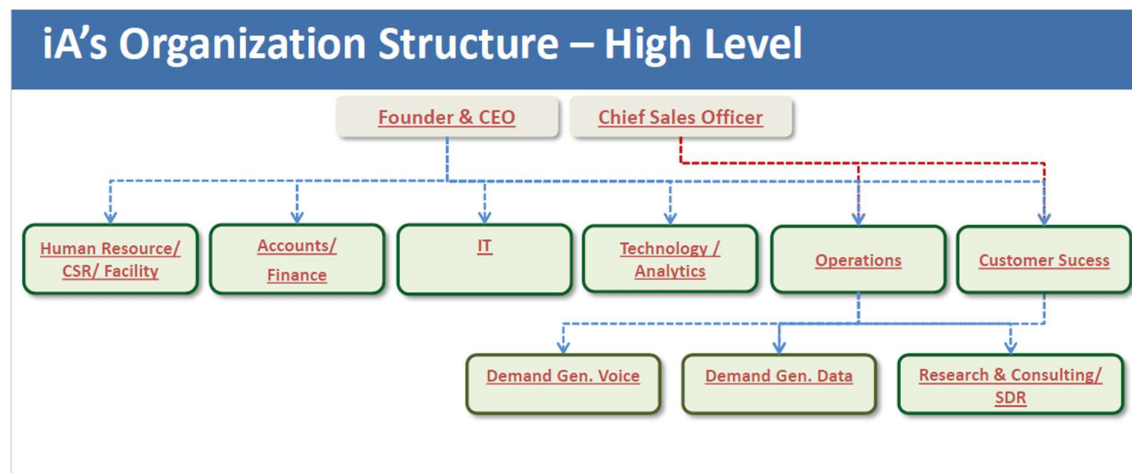 iA’s Organization Structure – High Level
Founder & CEO
Chief Sales Officer
Human Resource/
CSR/ Facility
Accounts/
Finance
IT
Technology /
Analytics
Operations
Customer Sucess
Demand Gen. Voice
Demand Gen. Data
Research & Consulting/
SDR